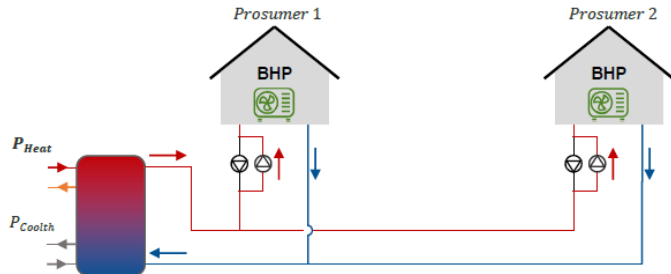 Prosumer 1
Prosumer 2
BHP
BHP
P_Heat
P_Coolth